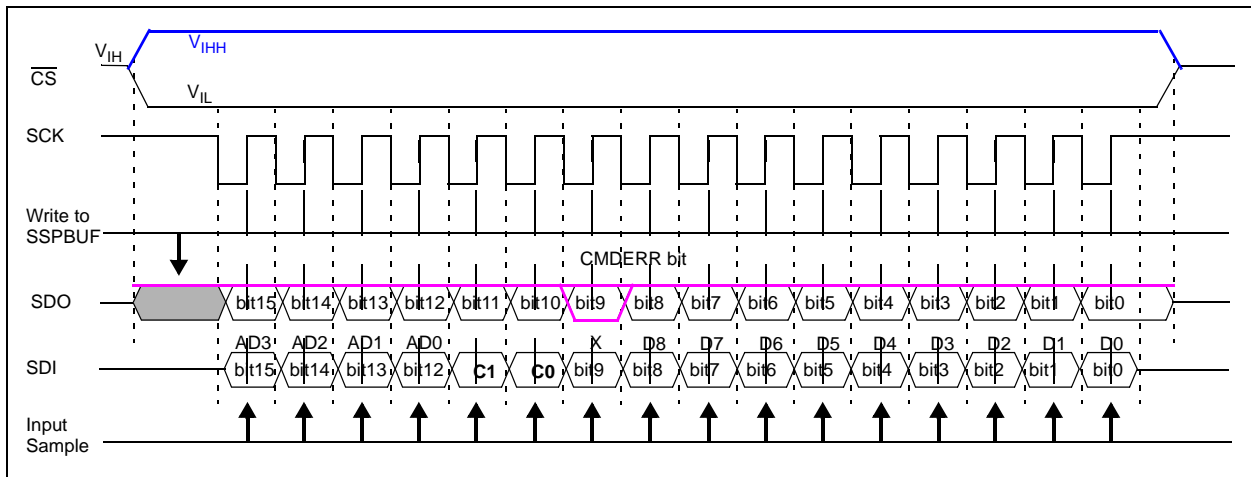 VIH
VIHH
CS
VIL
SCK
Write to
SSPBUF
CMDERR bit
SDO bit15 bit14 bit13 bit12 bit11 bit10 bit9 bit8 bit7 bit6 bit5 bit4 bit3 bit2 bit1 bit0
AD3 AD2 AD1 AD0 X D8 D7 D6 D5 D4 D3 D2 D1 D0
SDI bit15 bit14 bit13 bit12 C1 C0 bit9 bit8 bit7 bit6 bit5 bit4 bit3 bit2 bit1 bit0
Input
Sample